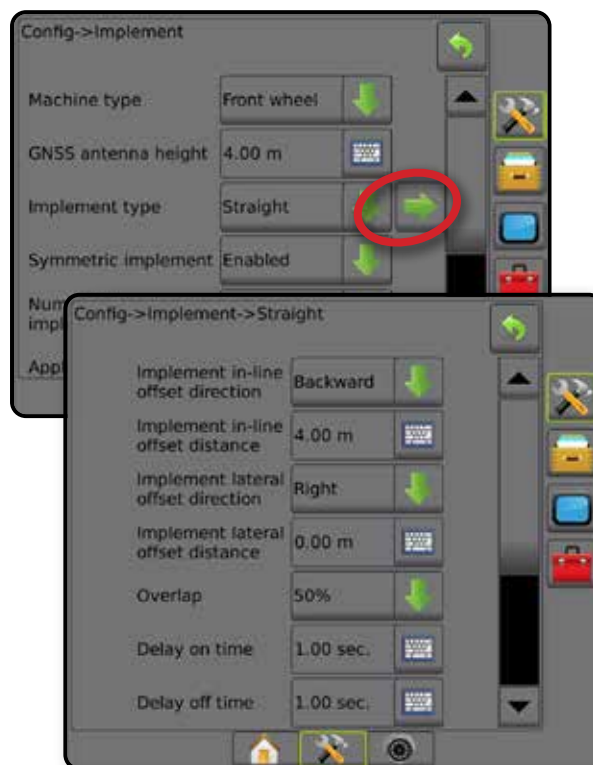 Config->Implement
Machine type Front wheel
GNSS antenna height 4.00 m
Implement type Straight
Symmetric implement Enabled
Num
impl
Appl
Config->Implement->Straight
Implement in-line
offset direction Backward
Implement in-line
offset distance 4.00 m
Implement lateral
offset direction Right
Implement lateral
offset distance 0.00 m
Overlap 50%
Delay on time 1.00 sec.
Delay off time 1.00 sec.